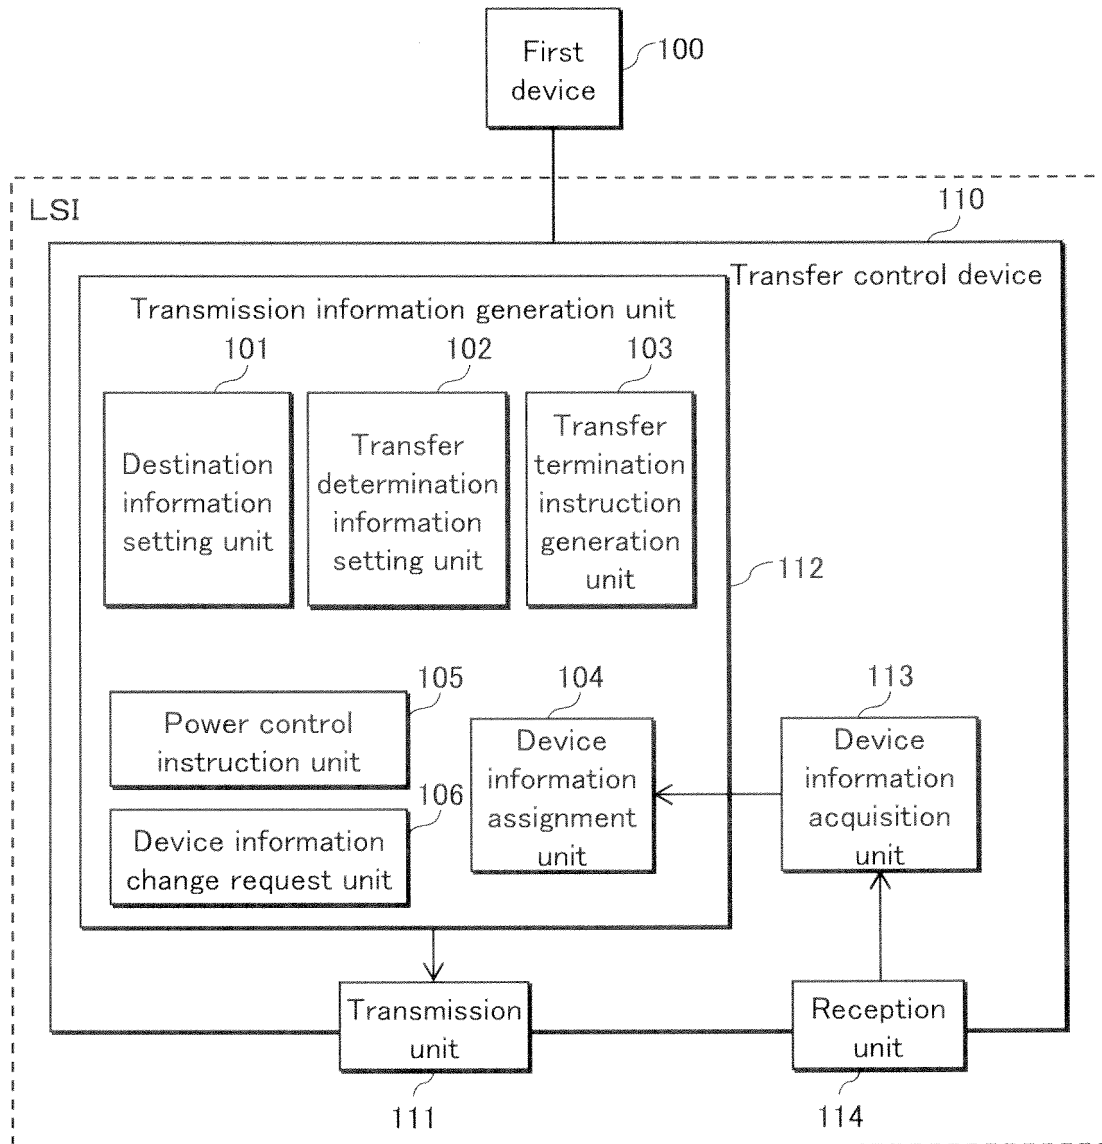 First
device
100
LSI
110
Transfer control device
Transmission information generation unit
101
102
103
Destination
information
setting unit
Transfer
determination
information
setting unit
Transfer
termination
instruction
generation
unit
112
105
Power control
instruction unit
106
Device information
change request unit
104
Device
information
assignment
unit
113
Device
information
acquisition
unit
Transmission
unit
111
Reception
unit
114